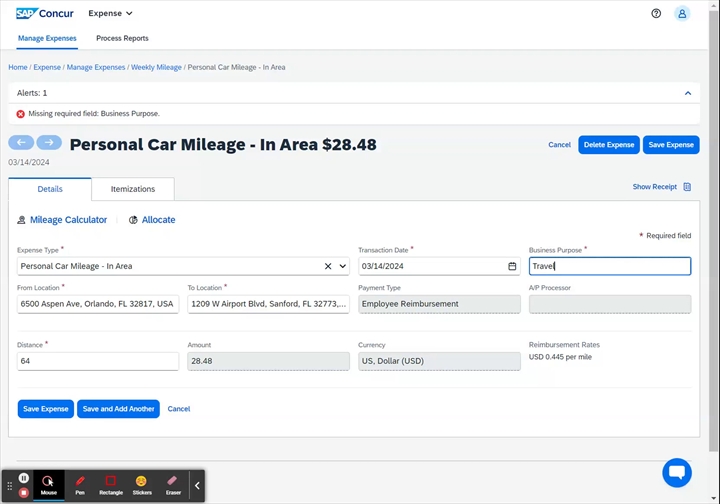 SAP Concur Expense
Manage Expenses Process Reports
Home / Expense / Manage Expenses / Weekly Mileage / Personal Car Mileage - In Area
Alerts: 1
Missing required field: Business Purpose.
Personal Car Mileage - In Area $28.48
Cancel Delete Expense Save Expense
03/14/2024
Details Itemizations Show Receipt
Mileage Calculator Allocate
* Required field
Expense Type * Transaction Date * Business Purpose *
Personal Car Mileage - In Area 03/14/2024 Travel
From Location * To Location * Payment Type A/P Processor
6500 Aspen Ave, Orlando, FL 32817, USA 1209 W Airport Blvd, Sanford, FL 32773,... Employee Reimbursement
Distance * Amount Currency Reimbursement Rates
64 28.48 US, Dollar (USD) USD 0.445 per mile
Save Expense Save and Add Another Cancel
Mouse Pen Rectangle Stickers Eraser